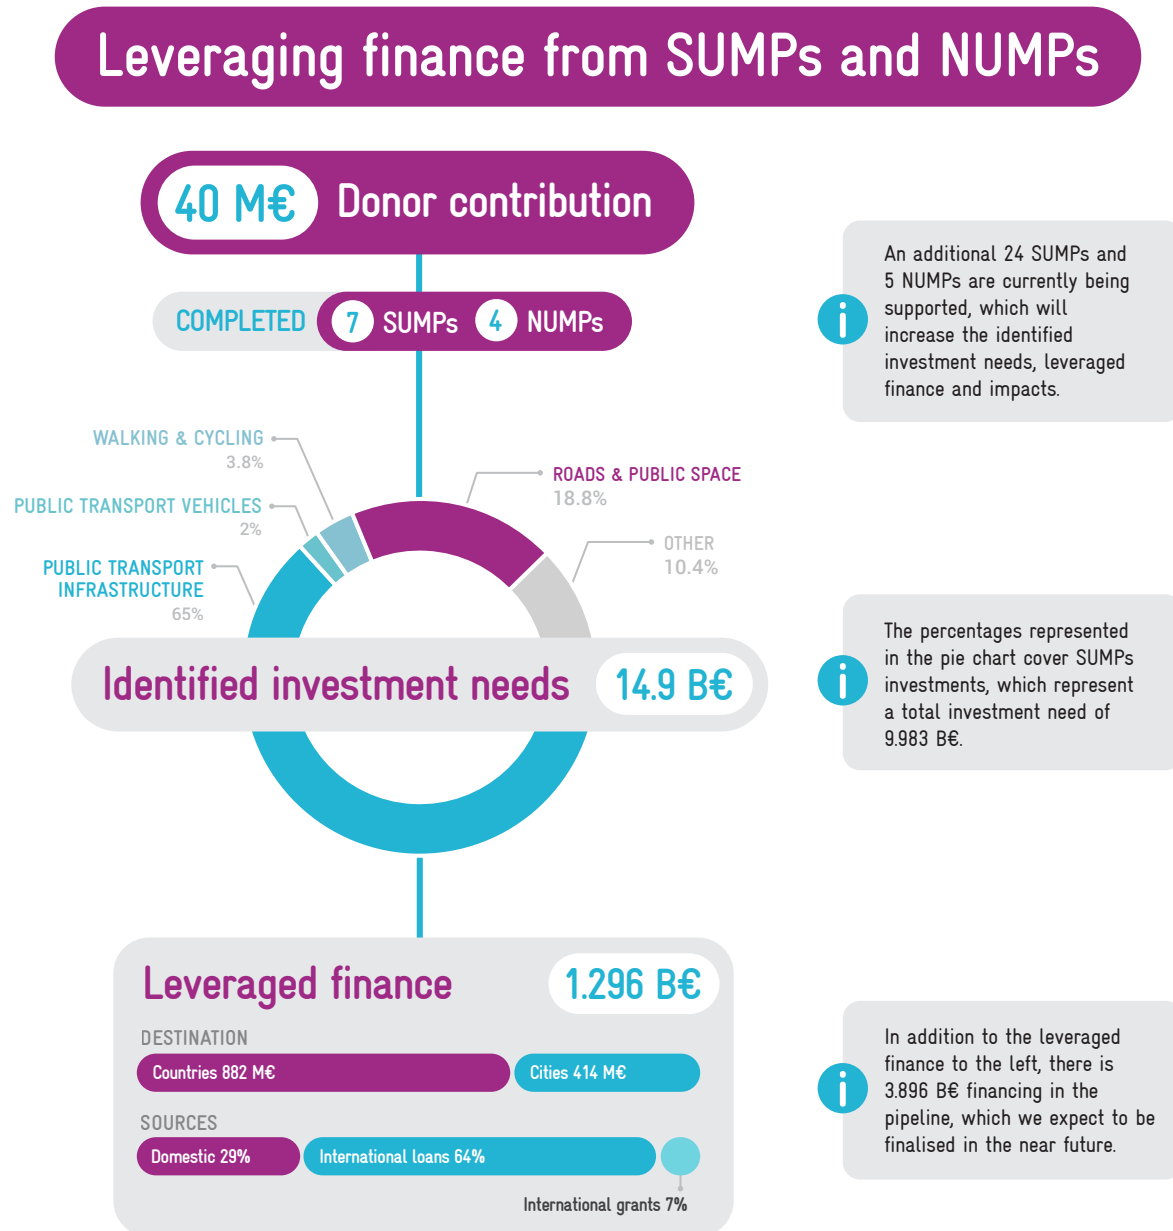 Leveraging finance from SUMPs and NUMPs
40 M€ Donor contribution
COMPLETED 7 SUMPs 4 NUMPs
An additional 24 SUMPs and
5 NUMPs are currently being
supported, which will
increase the identified
investment needs, leveraged
finance and impacts.
WALKING & CYCLING
3.8%
PUBLIC TRANSPORT VEHICLES
2%
PUBLIC TRANSPORT
INFRASTRUCTURE
65%
ROADS & PUBLIC SPACE
18.8%
OTHER
10.4%
Identified investment needs 14.9 B€
The percentages represented
in the pie chart cover SUMPs
investments, which represent
a total investment need of
9.983 B€.
Leveraged finance 1.296 B€
DESTINATION
Countries 882 M€ Cities 414 M€
SOURCES
Domestic 29% International loans 64%
International grants 7%
In addition to the leveraged
finance to the left, there is
3.896 B€ financing in the
pipeline, which we expect to be
finalised in the near future.